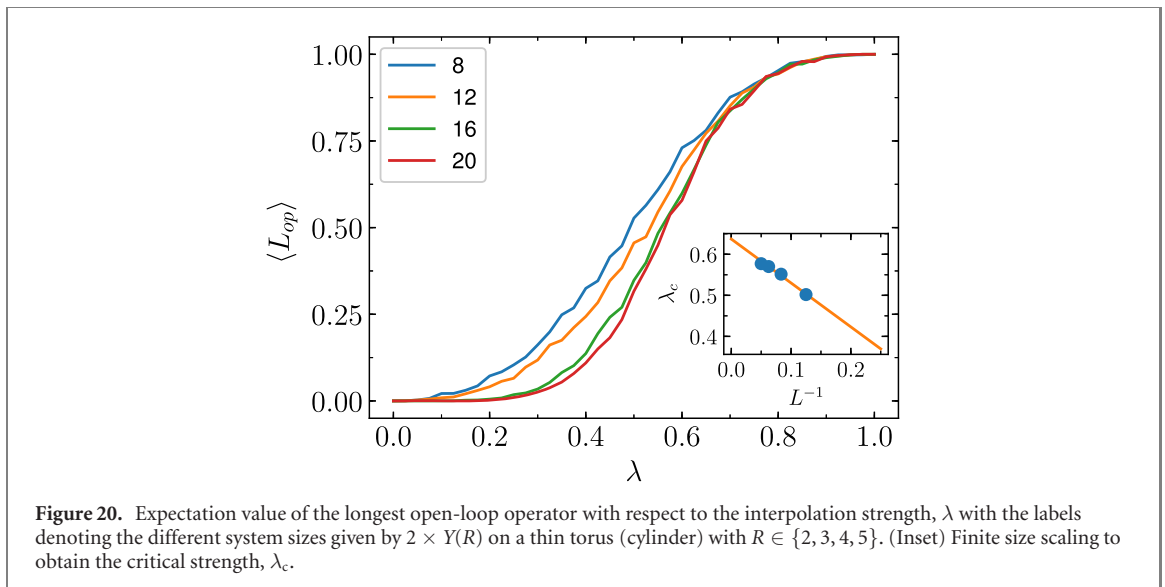 1.00
0.75
0.50
0.25
0.00
⟨L_op⟩
8
12
16
20
0.6
0.5
0.4
λ_c
0.0 0.1 0.2
L⁻¹
0.0 0.2 0.4 0.6 0.8 1.0
λ
Figure 20. Expectation value of the longest open-loop operator with respect to the interpolation strength, λ with the labels
denoting the different system sizes given by 2 × Y(R) on a thin torus (cylinder) with R ∈ {2, 3, 4, 5}. (Inset) Finite size scaling to
obtain the critical strength, λ_c.